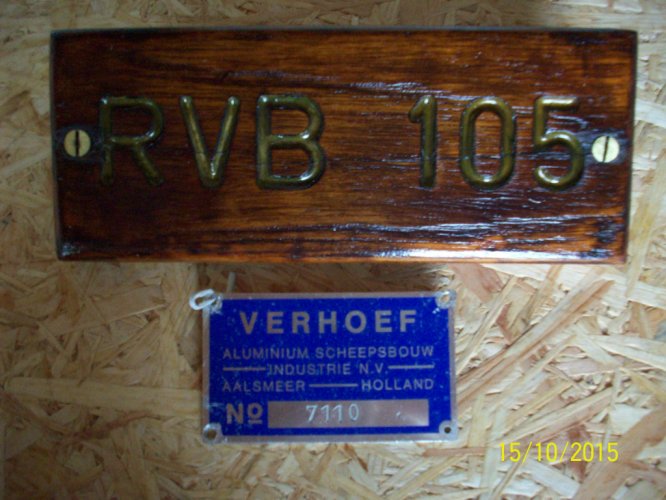 RVB 105
VERHOEF
ALUMINIUM SCHEEPSBOUW
INDUSTRIE N.V.
AALSMEER — HOLLAND
No 7110
15/10/2015